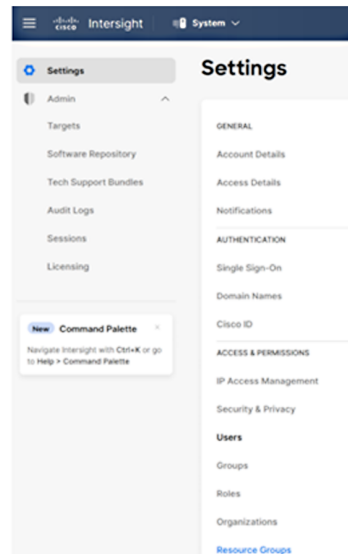 cisco Intersight System
Settings
Admin
Targets
Software Repository
Tech Support Bundles
Audit Logs
Sessions
Licensing
New Command Palette ×
Navigate Intersight with Ctrl+K or go
to Help > Command Palette
Settings
GENERAL
Account Details
Access Details
Notifications
AUTHENTICATION
Single Sign-On
Domain Names
Cisco ID
ACCESS & PERMISSIONS
IP Access Management
Security & Privacy
Users
Groups
Roles
Organizations
Resource Groups